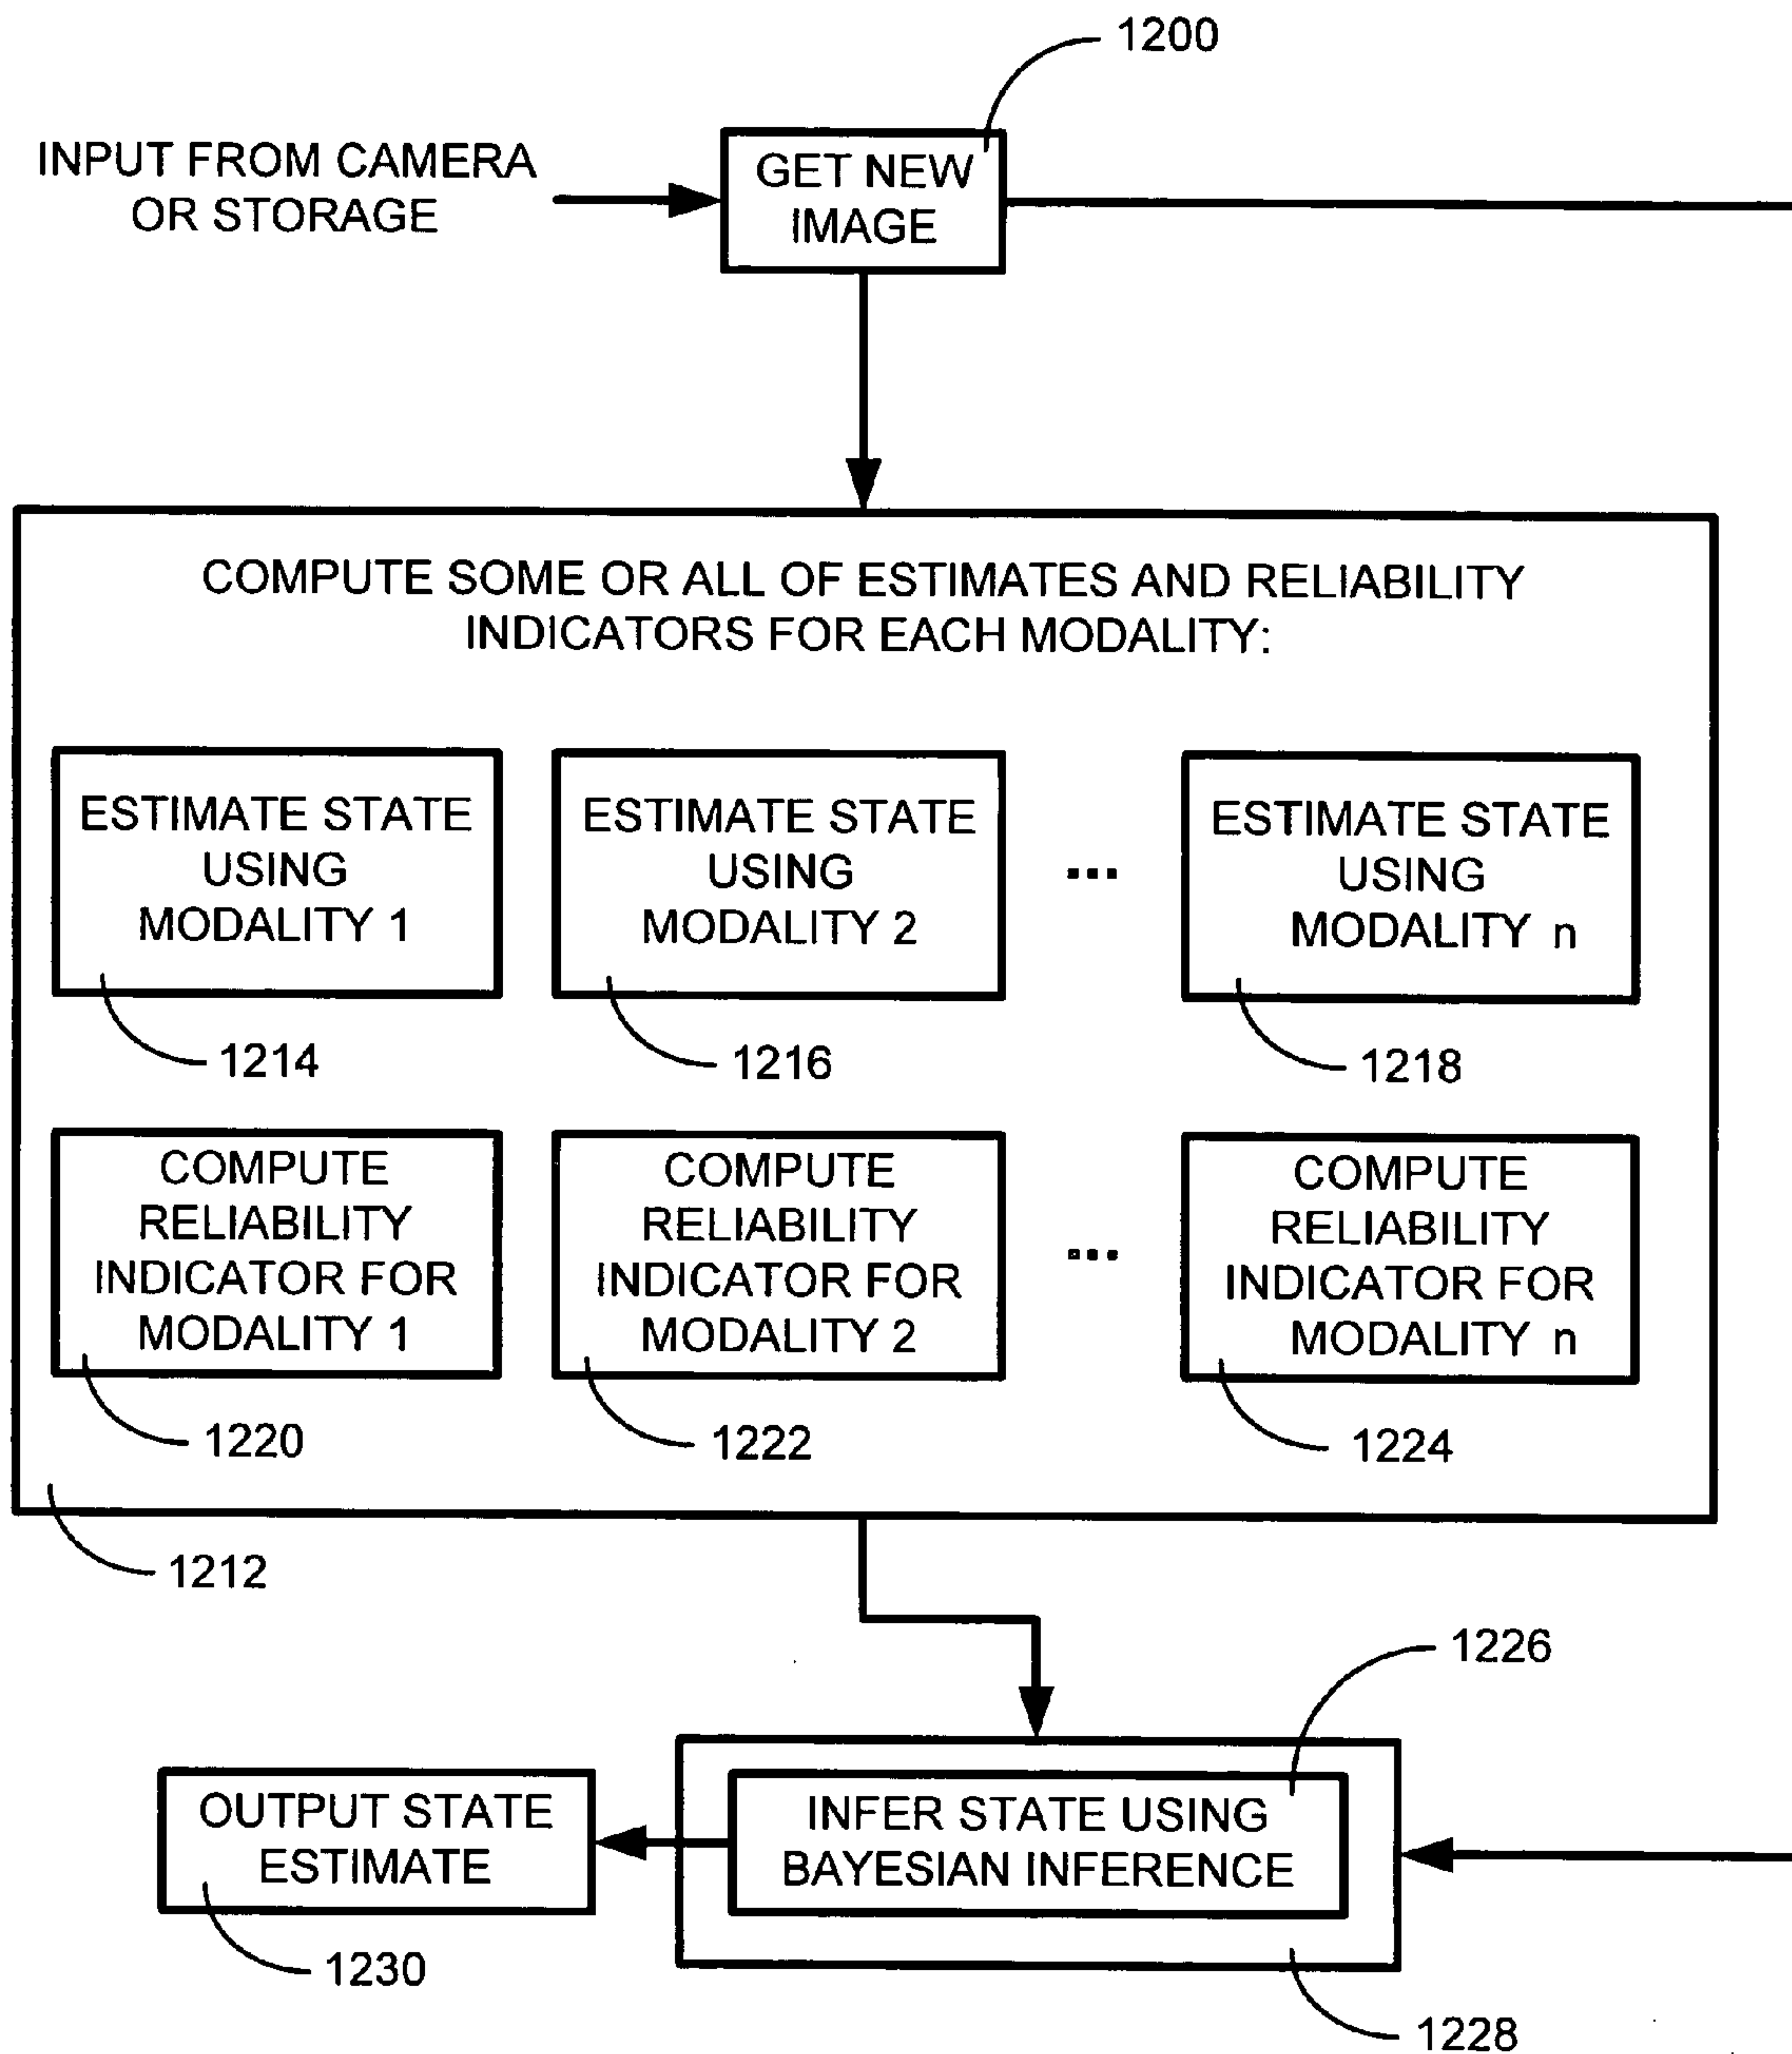 1200
INPUT FROM CAMERA
OR STORAGE
GET NEW
IMAGE
COMPUTE SOME OR ALL OF ESTIMATES AND RELIABILITY
INDICATORS FOR EACH MODALITY:
ESTIMATE STATE
USING
MODALITY 1
ESTIMATE STATE
USING
MODALITY 2
...
ESTIMATE STATE
USING
MODALITY n
1214
1216
1218
COMPUTE
RELIABILITY
INDICATOR FOR
MODALITY 1
COMPUTE
RELIABILITY
INDICATOR FOR
MODALITY 2
...
COMPUTE
RELIABILITY
INDICATOR FOR
MODALITY n
1220
1222
1224
1212
1226
OUTPUT STATE
ESTIMATE
INFER STATE USING
BAYESIAN INFERENCE
1230
1228